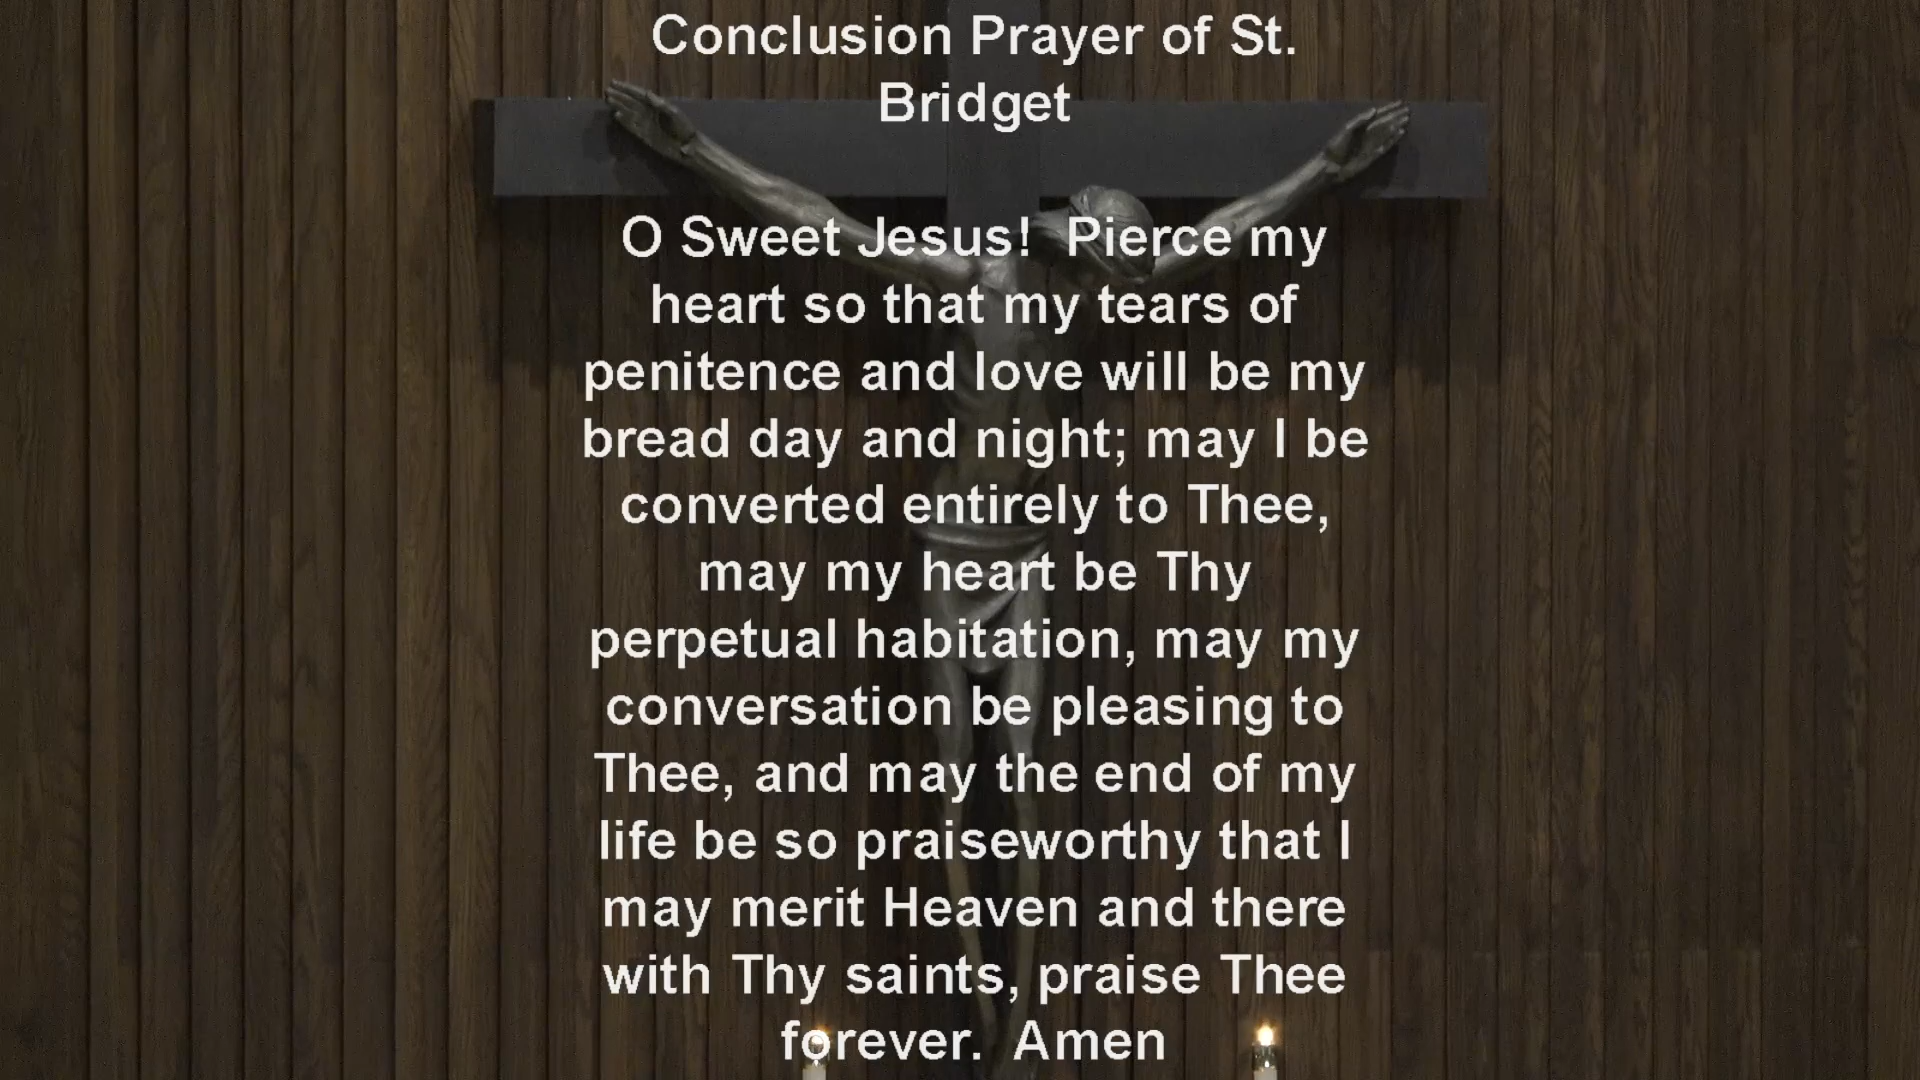 Conclusion Prayer of St.
Bridget
O Sweet Jesus!  Pierce my
heart so that my tears of
penitence and love will be my
bread day and night; may I be
converted entirely to Thee,
may my heart be Thy
perpetual habitation, may my
conversation be pleasing to
Thee, and may the end of my
life be so praiseworthy that I
may merit Heaven and there
with Thy saints, praise Thee
forever.  Amen